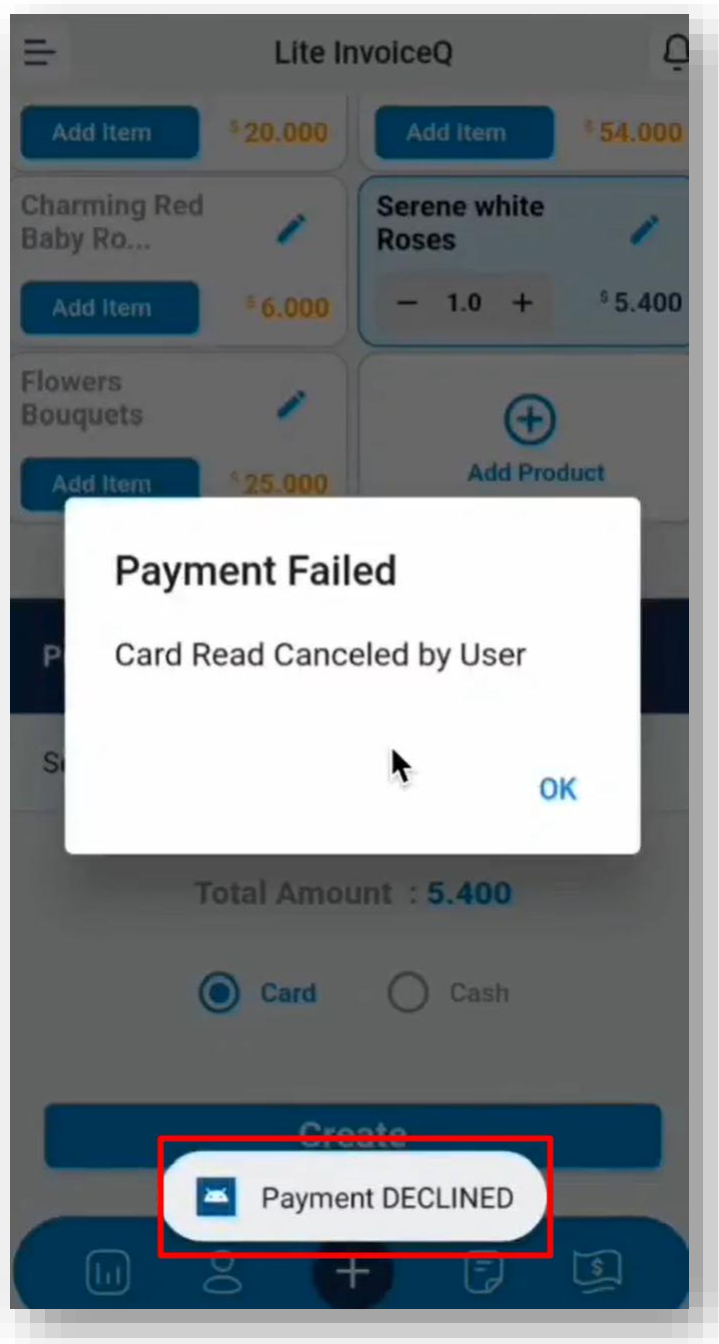 Lite InvoiceQ
Add Item $ 20.000 Add Item $ 54.000
Charming Red
Baby Ro...
Serene white
Roses
Add Item $ 6.000 − 1.0 + $ 5.400
Flowers
Bouquets
Add Item $ 25.000 Add Product
Payment Failed
Card Read Canceled by User
OK
Total Amount : 5.400
Card Cash
Create
Payment DECLINED